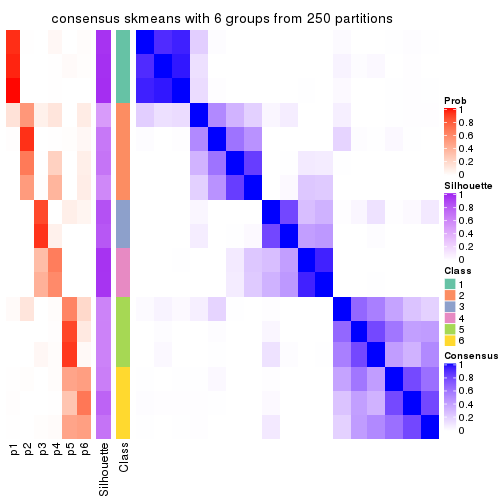 consensus skmeans with 6 groups from 250 partitions
Prob
1
0.8
0.6
0.4
0.2
0
Silhouette
1
0.8
0.6
0.4
0.2
0
Class
1
2
3
4
5
6
Consensus
1
0.8
0.6
0.4
0.2
0
p1
p2
p3
p4
p5
p6
Silhouette
Class